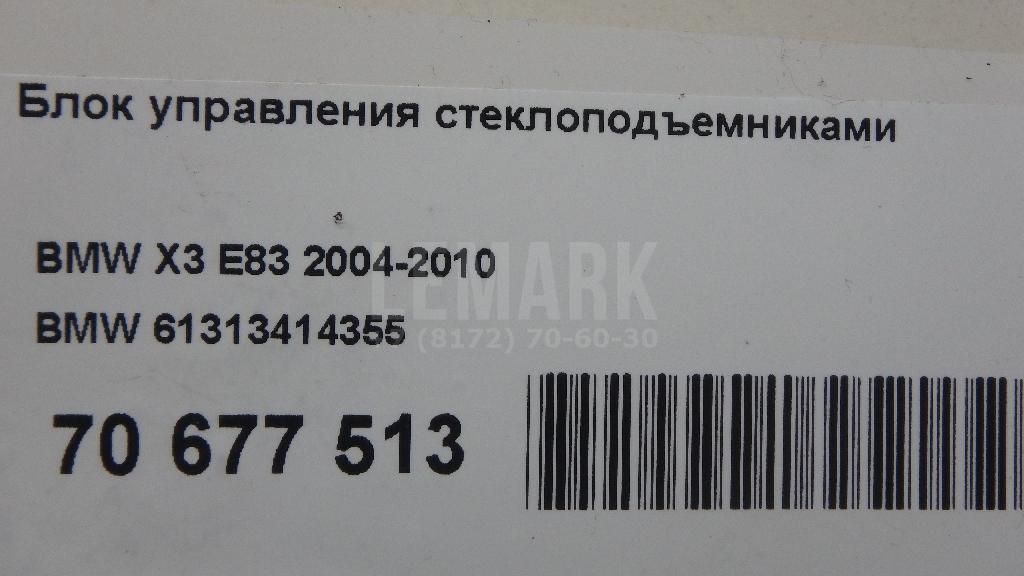 Блок управления стеклоподъемниками
BMW X3 E83 2004-2010
LEMARK
BMW 61313414355
(8172) 70-60-30
70 677 513